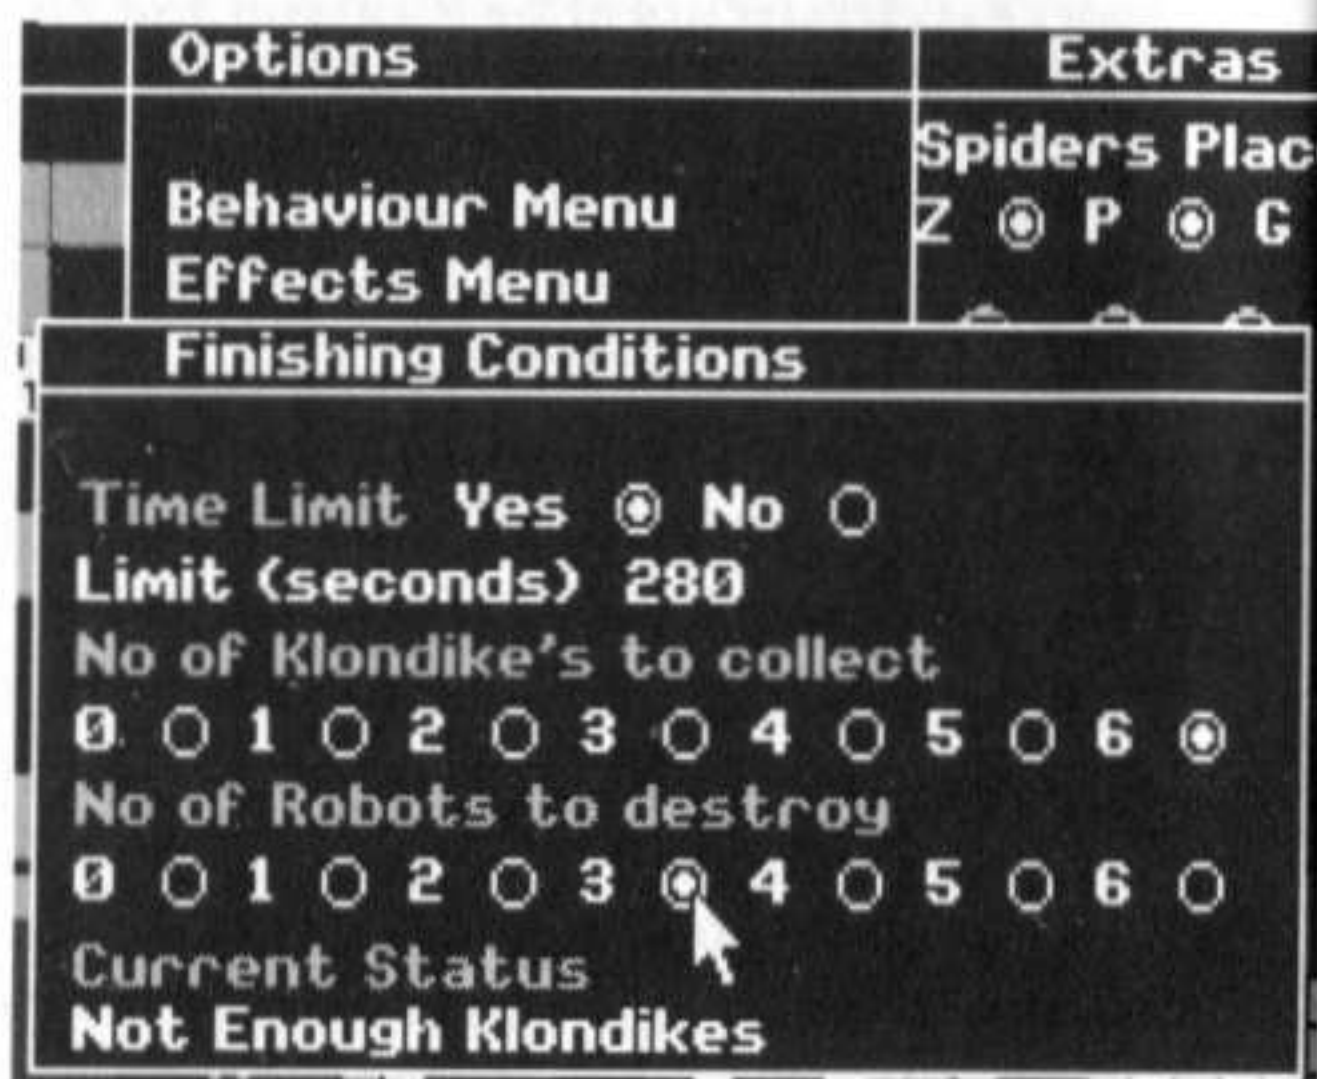 Options
Extras
Spiders Plac
Behaviour Menu
Z P G
Effects Menu
Finishing Conditions
Time Limit Yes No
Limit (seconds) 280
No of Klondike's to collect
0 1 2 3 4 5 6
No of Robots to destroy
0 1 2 3 4 5 6
Current Status
Not Enough Klondikes